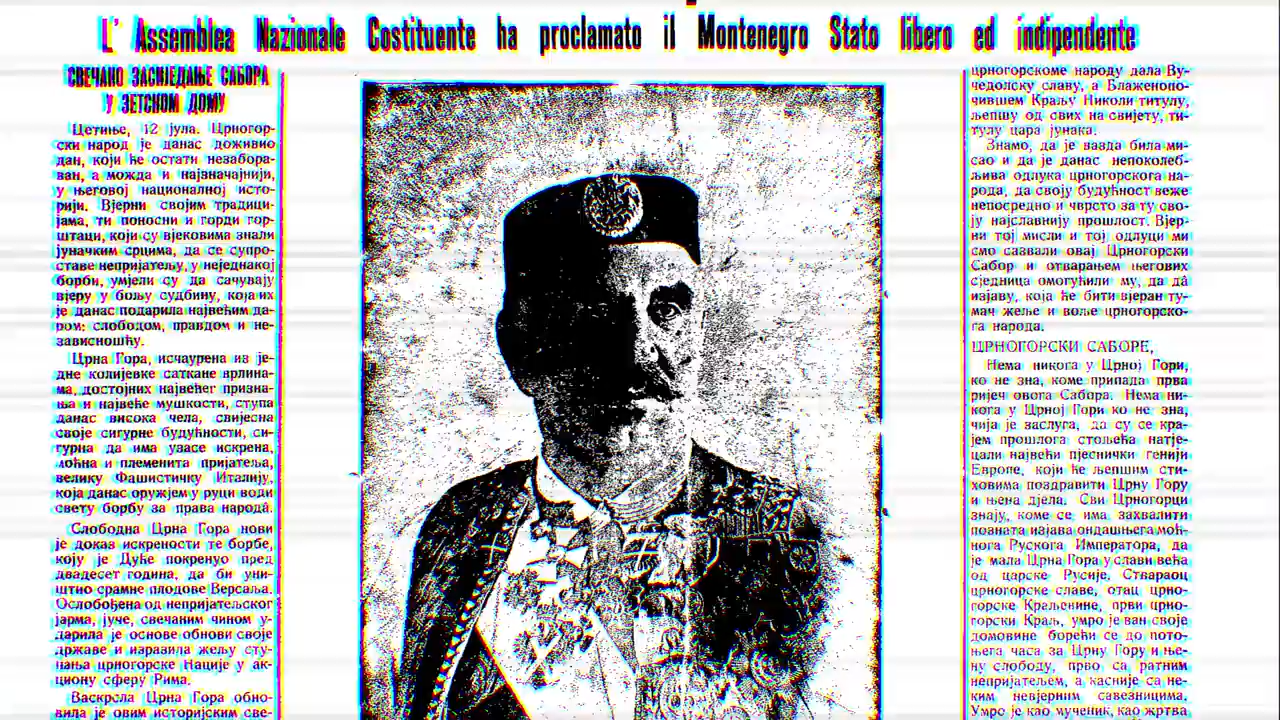 L' Assemblea Nazionale Costituente ha proclamato il Montenegro Stato libero ed indipendente
СВЕЧАНО ЗАСИЈЕДАЊЕ САБОРА
У ЗЕТСКОМ ДОМУ
Цетиње, 12 јула. Црногор-
ски народ је данас доживио
дан, који ће остати незабора-
ван, а можда и најзначајнији,
у његовој националној исто-
рији. Вјерни својим традици-
јама, ти поносни и горди гор-
штаци, који су вјековима знали
јуначким срцима, да се супро-
ставе непријатељу, у неједнакој
борби, умјели су да сачувају
вјеру у бољу судбину, која их
је данас подарила највећим да-
ром: слободом, правдом и не-
зависношћу.
Црна Гора, исчаурена из је-
дне колијевке саткане врлина-
ма, достојних највећег призна-
ња и највеће мушкости, ступа
данас висока чела, свијесна
своје сигурне будућности, си-
гурна да има узасе искрена,
моћна и племенита пријатеља,
велику Фашистичку Италију,
која данас оружјем у руци води
свету борбу за права народа.
Слободна Црна Гора нови
је доказ искрености те борбе,
коју је Дуће покренуо пред
двадесет година, да би уни-
штио срамне плодове Версаља.
Ослобођена од непријатељског
јарма, јуче, свечаним чином у-
дарила је основе обнови своје
државе и изразила жељу сту-
пања црногорске Нације у ак-
циону сферу Рима.
Васкрсла Црна Гора обно-
вила је овим историјским све-
црногорскоме народу дала Ву-
чедолску славу, а Блаженопо-
чившем Краљу Николи титулу,
љепшу од свих на свијету, ти-
тулу цара јунака.
Знамо, да је вазда била ми-
сао и да је данас непоколеб-
љива одлука црногорскога на-
рода, да своју будућност веже
непосредно и чврсто за ту сво-
ју најславнију прошлост. Вјер-
ни тој мисли и тој одлуци ми
смо сазвали овај Црногорски
Сабор и отварањем његових
сједница омогућили му, да дâ
изјаву, која ће бити вјеран ту-
мач жеље и воље црногорско-
га народа.
ЦРНОГОРСКИ САБОРЕ,
Нема никога у Црној Гори,
ко не зна, коме припада прва
ријеч овога Сабора. Нема ни-
кога у Црној Гори ко не зна,
чија је заслуга, да су се кра-
јем прошлога стољећа натје-
цали највећи пјеснички генији
Европе, који ће љепшим сти-
ховима поздравити Црну Гору
и њена дјела. Сви Црногорци
знају, коме се има захвалити
позната изјава ондашњега моћ-
нога Рускога Императора, да
је мала Црна Гора у слави већа
од царске Русије. Стваралац
црногорске славе, отац црно-
горске Краљевине, први црно-
горски Краљ, умро је ван своје
домовине борећи се до пото-
њега часа за Црну Гору и ње-
ну слободу, прво са ратним
непријатељем, а касније са не-
ким невјерним савезницима.
Умро је као мученик, као жртва